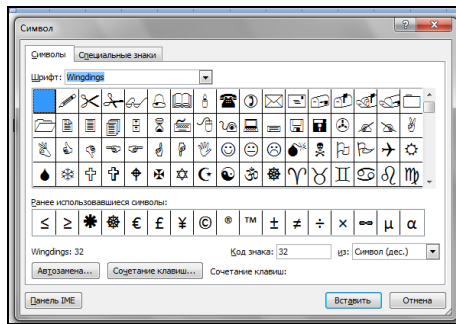 Символ
Символы Специальные знаки
Шрифт: Wingdings
Ранее использовавшиеся символы:
≤ ≥ ✱ ☸ € £ ¥ © ® ™ ± ≠ ÷ × ∞ µ α
Wingdings: 32 Код знака: 32 из: Символ (дес.)
Автозамена... Сочетание клавиш... Сочетание клавиш:
Панель IME Вставить Отмена